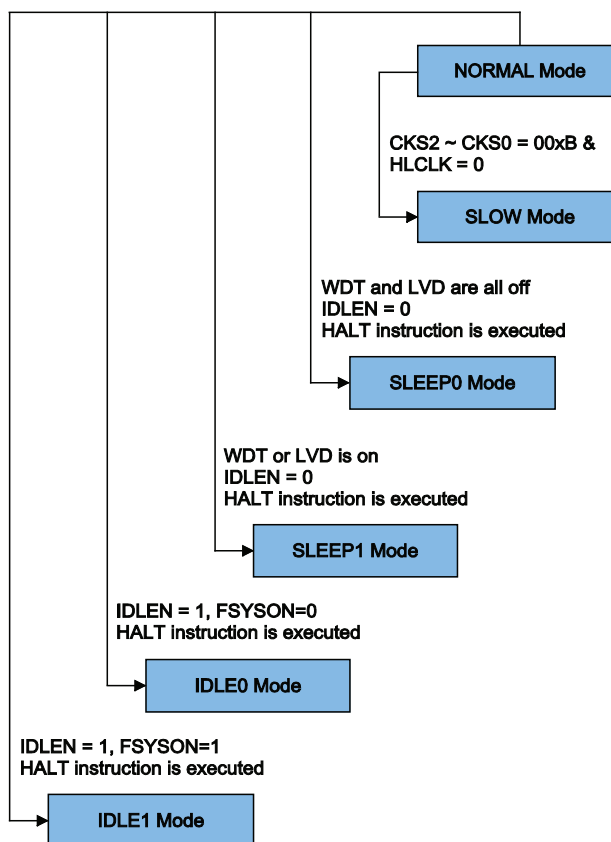 NORMAL Mode
CKS2 ~ CKS0 = 00xB &
HLCLK = 0
SLOW Mode
WDT and LVD are all off
IDLEN = 0
HALT instruction is executed
SLEEP0 Mode
WDT or LVD is on
IDLEN = 0
HALT instruction is executed
SLEEP1 Mode
IDLEN = 1, FSYSON=0
HALT instruction is executed
IDLE0 Mode
IDLEN = 1, FSYSON=1
HALT instruction is executed
IDLE1 Mode